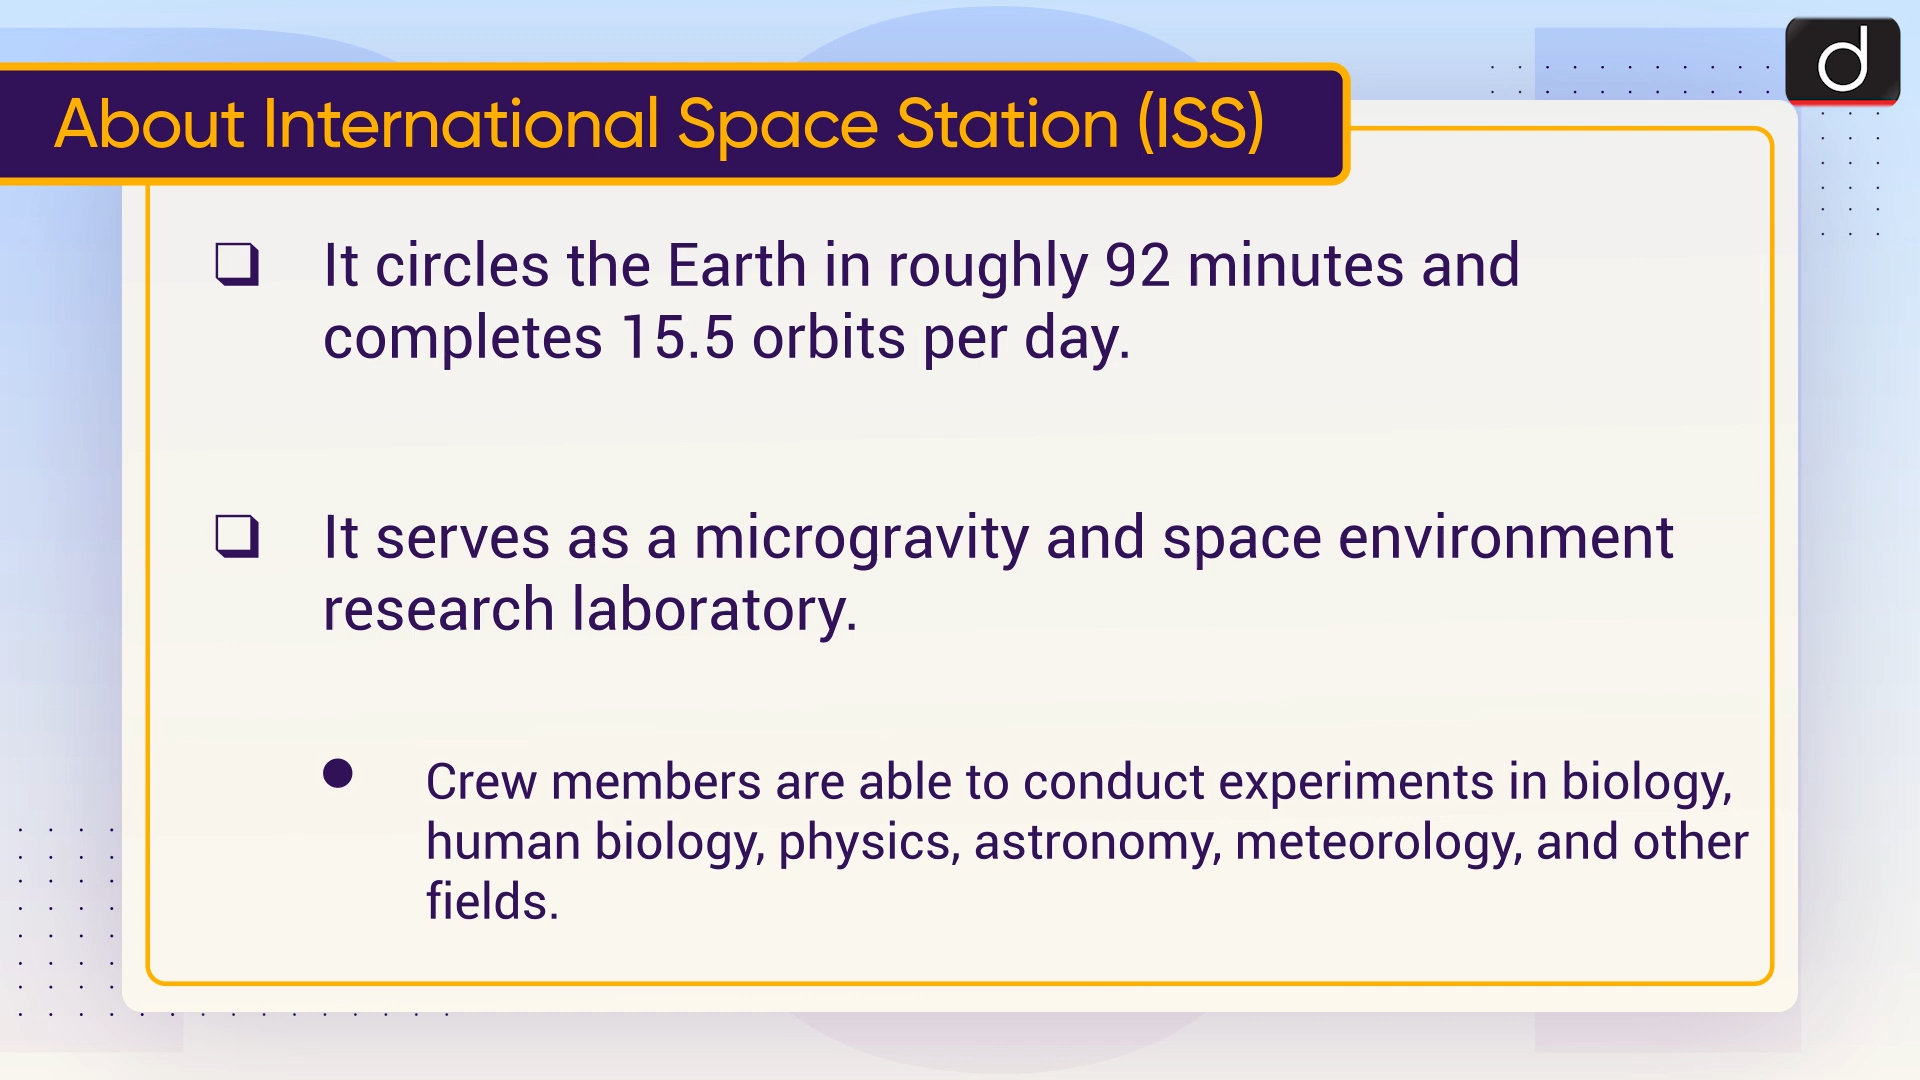 About International Space Station (ISS)
d
❑ It circles the Earth in roughly 92 minutes and
completes 15.5 orbits per day.
❑ It serves as a microgravity and space environment
research laboratory.
● Crew members are able to conduct experiments in biology,
human biology, physics, astronomy, meteorology, and other
fields.